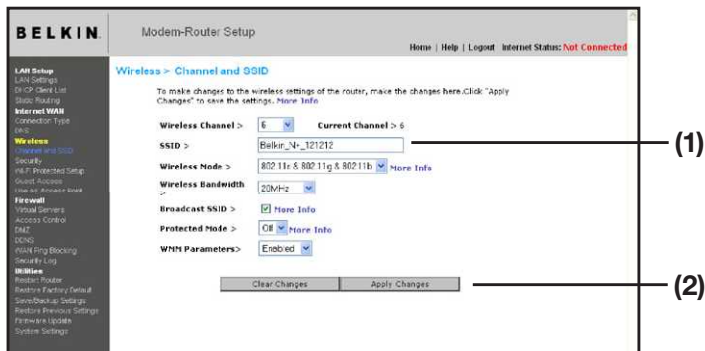 BELKIN.
Modem-Router Setup
Home | Help | Logout Internet Status: Not Connected
LAN Setup
LAN Settings
DHCP Client List
Static Routing
Internet WAN
Connection Type
DNS
Wireless
Channel and SSID
Security
Wi-Fi Protected Setup
Guest Access
Use as Access Point
Firewall
Virtual Servers
Access Control
DMZ
DDNS
WAN Ping Blocking
Security Log
Utilities
Restart Router
Restore Factory Default
Save/Backup Settings
Restore Previous Settings
Firmware Update
System Settings
Wireless > Channel and SSID
To make changes to the wireless settings of the router, make the changes here.Click "Apply
Changes" to save the settings. More Info
Wireless Channel > 6 Current Channel > 6
SSID > Belkin_N+_121212
(1)
Wireless Mode > 802.11n & 802.11g & 802.11b More Info
Wireless Bandwidth
> 20MHz
Broadcast SSID > More Info
Protected Mode > Off More Info
WMM Parameters> Enabled
Clear Changes Apply Changes
(2)